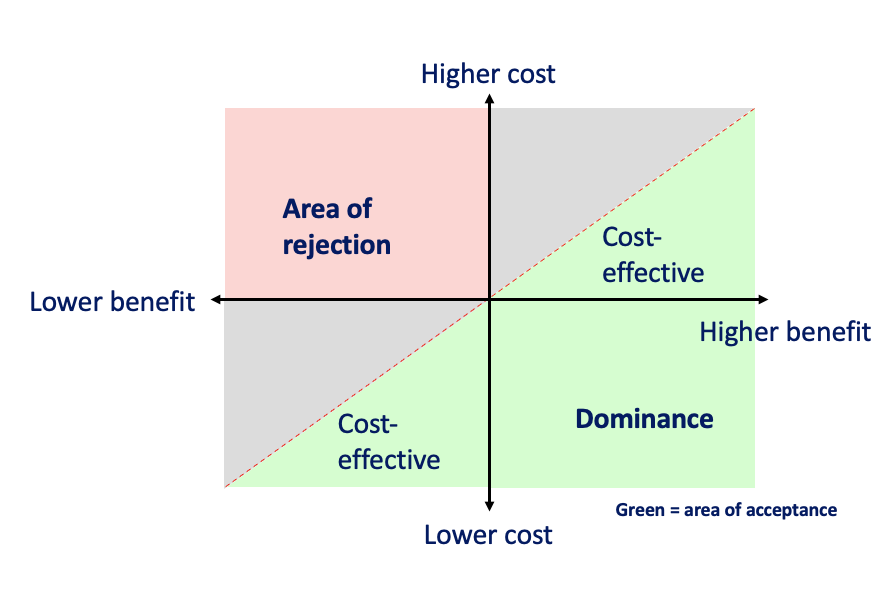 Higher cost
Area of
rejection
Cost-
effective
Lower benefit
Higher benefit
Cost-
effective
Dominance
Green = area of acceptance
Lower cost